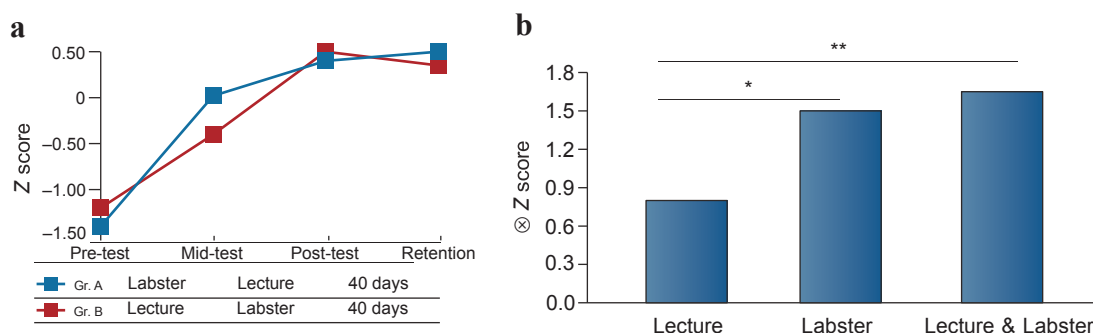 a
0.50
0
–0.50
–1.00
–1.50
Z score
Pre-test Mid-test Post-test Retention
Gr. A Labster Lecture 40 days
Gr. B Lecture Labster 40 days
b
**
*
1.8
1.5
1.2
0.9
0.6
0.3
0.0
⊗ Z score
Lecture Labster Lecture & Labster